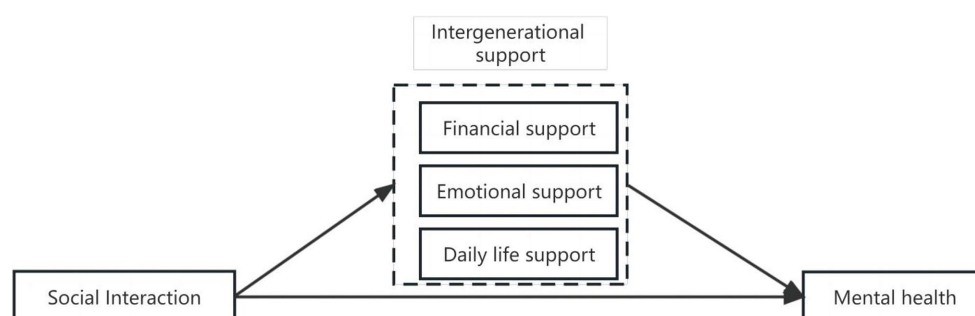 Intergenerational
support
Financial support
Emotional support
Daily life support
Social Interaction
Mental health